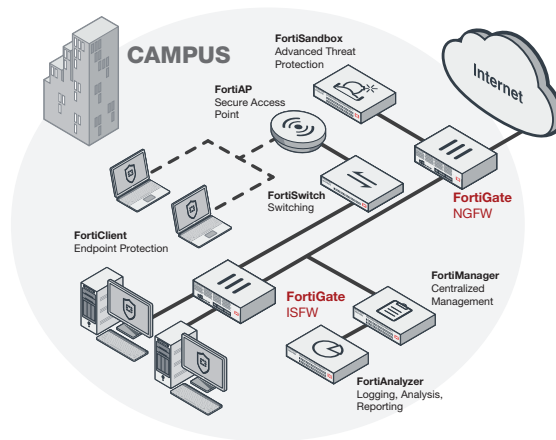 CAMPUS
FortiSandbox
Advanced Threat
Protection
Internet
FortiAP
Secure Access
Point
FortiSwitch
Switching
FortiGate
NGFW
FortiClient
Endpoint Protection
FortiManager
Centralized
Management
FortiGate
ISFW
FortiAnalyzer
Logging, Analysis,
Reporting